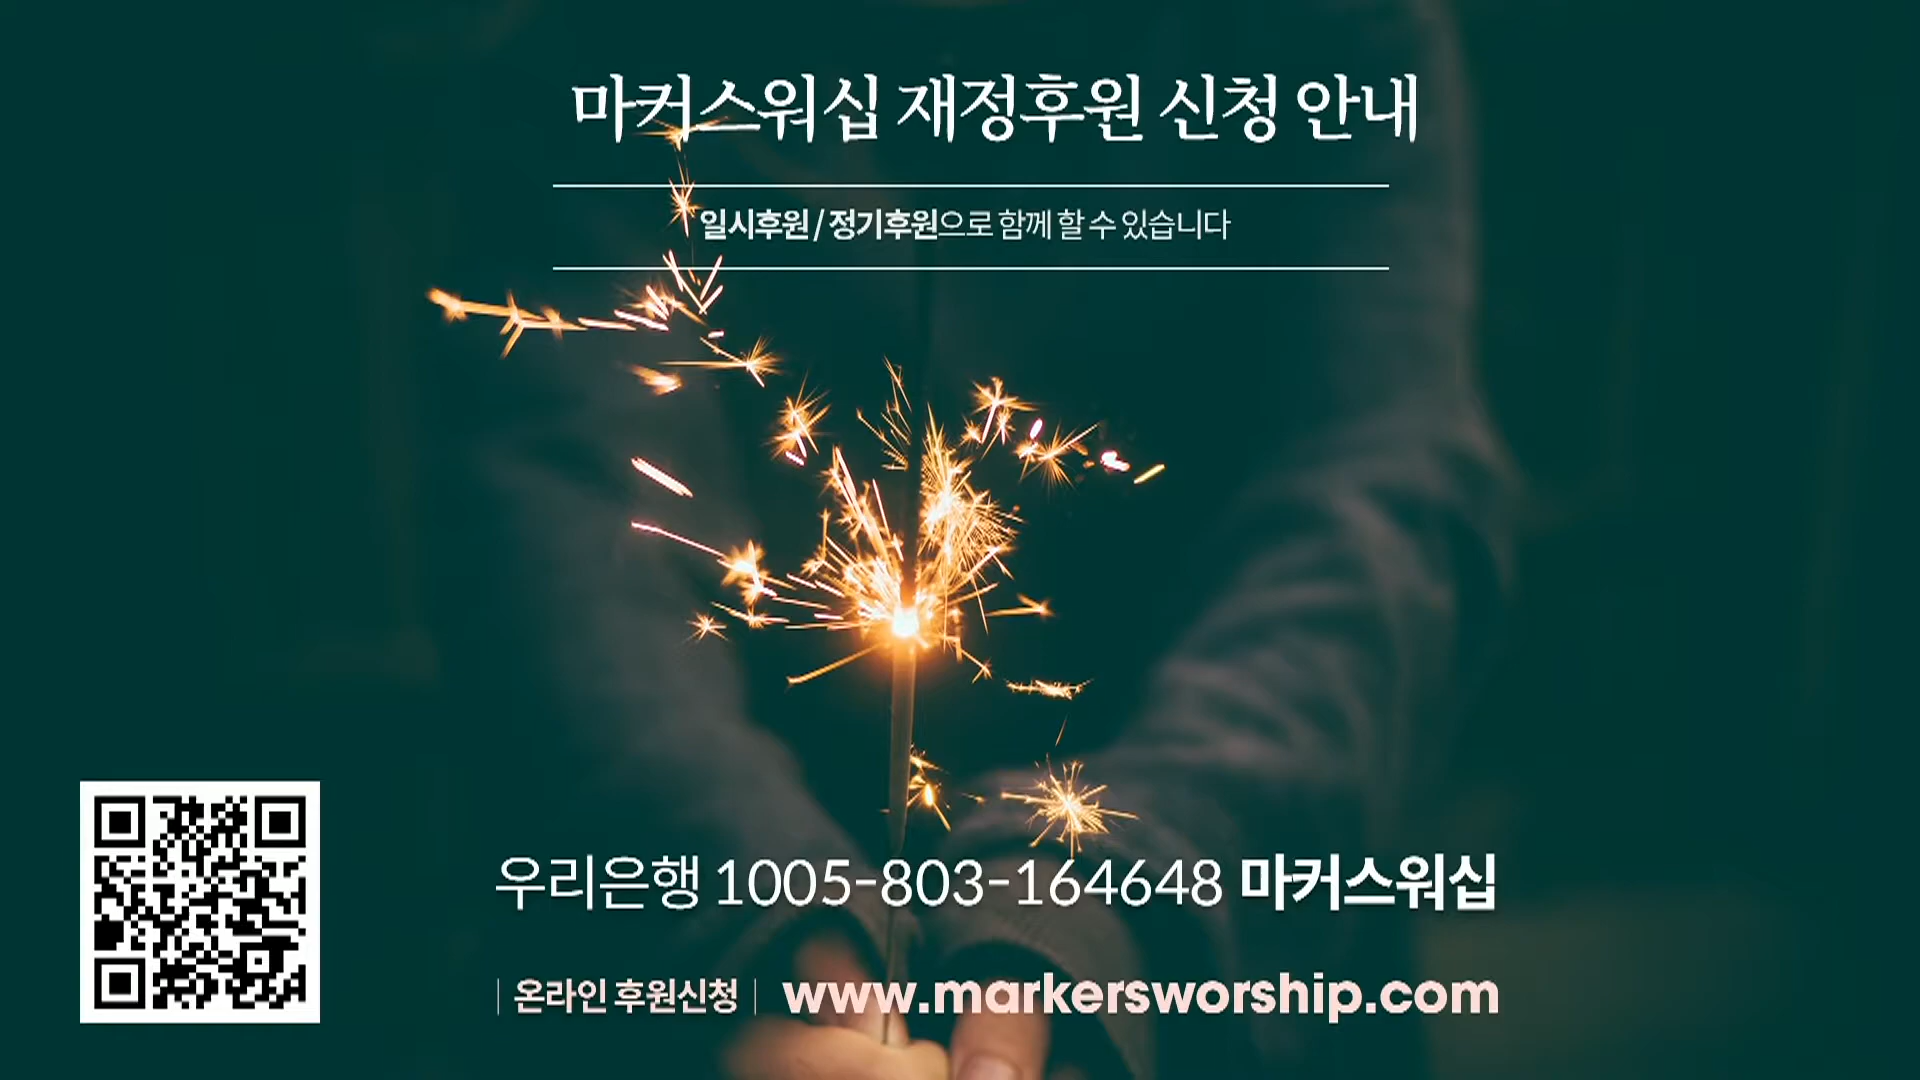 마커스워십 재정후원 신청 안내
일시후원 / 정기후원으로 함께 할 수 있습니다
우리은행 1005-803-164648 마커스워십
| 온라인 후원신청 | www.markersworship.com